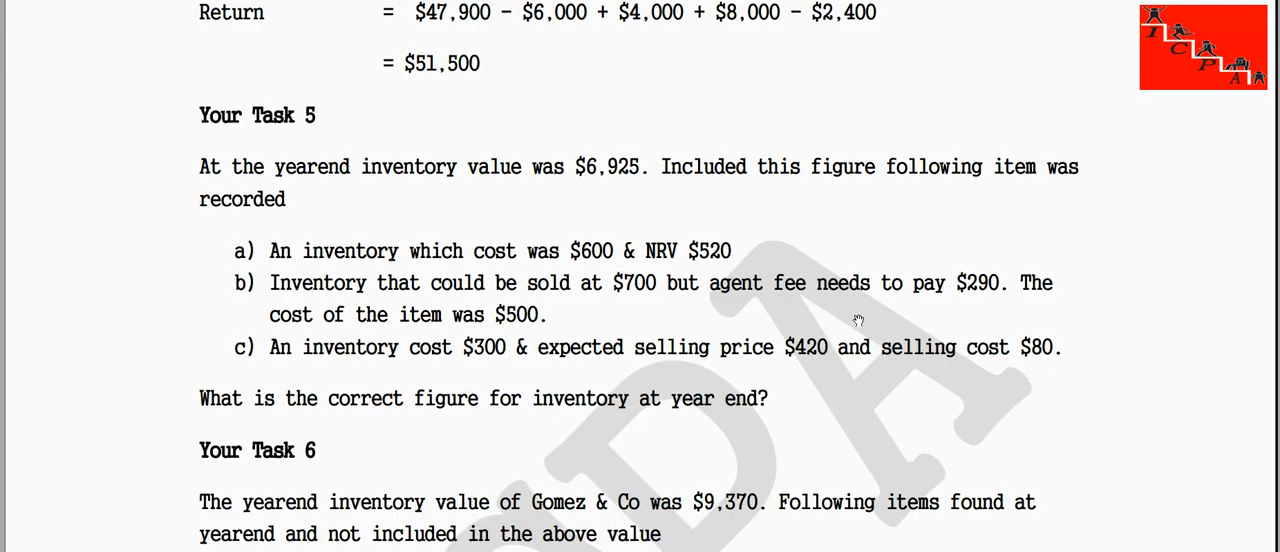 Return = $47,900 - $6,000 + $4,000 + $8,000 - $2,400
= $51,500
Your Task 5
At the yearend inventory value was $6,925. Included this figure following item was
recorded
a) An inventory which cost was $600 & NRV $520
b) Inventory that could be sold at $700 but agent fee needs to pay $290. The
cost of the item was $500.
c) An inventory cost $300 & expected selling price $420 and selling cost $80.
What is the correct figure for inventory at year end?
Your Task 6
The yearend inventory value of Gomez & Co was $9,370. Following items found at
yearend and not included in the above value
I C P A
DA